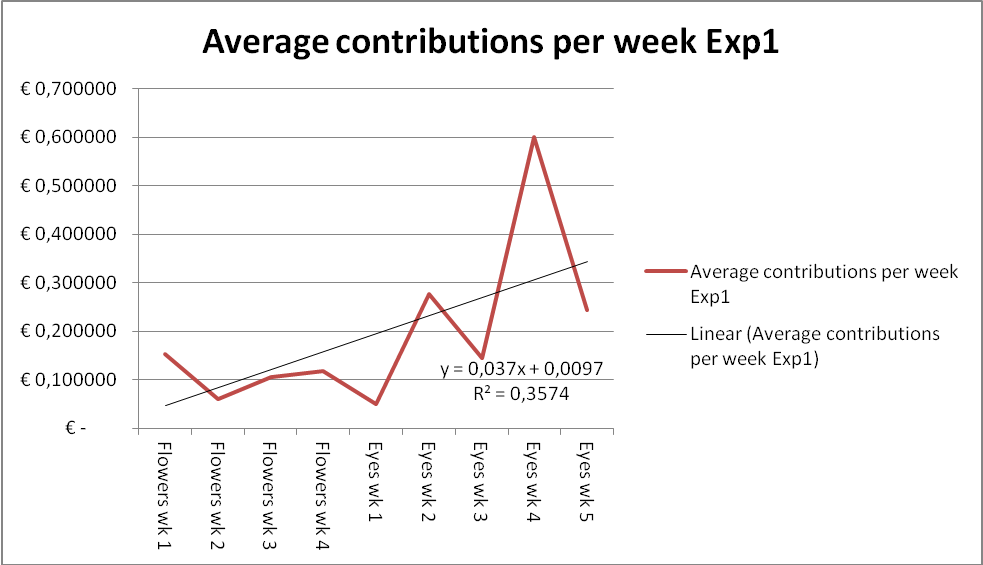 Average contributions per week Exp1
€ 0,700000
€ 0,600000
€ 0,500000
€ 0,400000
€ 0,300000
€ 0,200000
€ 0,100000
€ -
y = 0,037x + 0,0097
R² = 0,3574
Flowers wk 1
Flowers wk 2
Flowers wk 3
Flowers wk 4
Eyes wk 1
Eyes wk 2
Eyes wk 3
Eyes wk 4
Eyes wk 5
Average contributions per week
Exp1
Linear (Average contributions
per week Exp1)